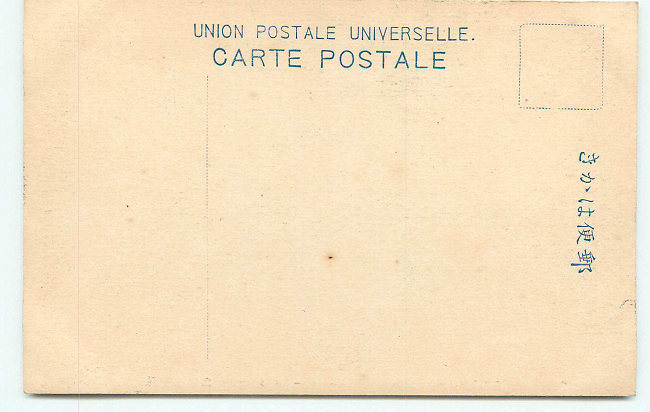 UNION POSTALE UNIVERSELLE.
CARTE POSTALE
郵便はかき